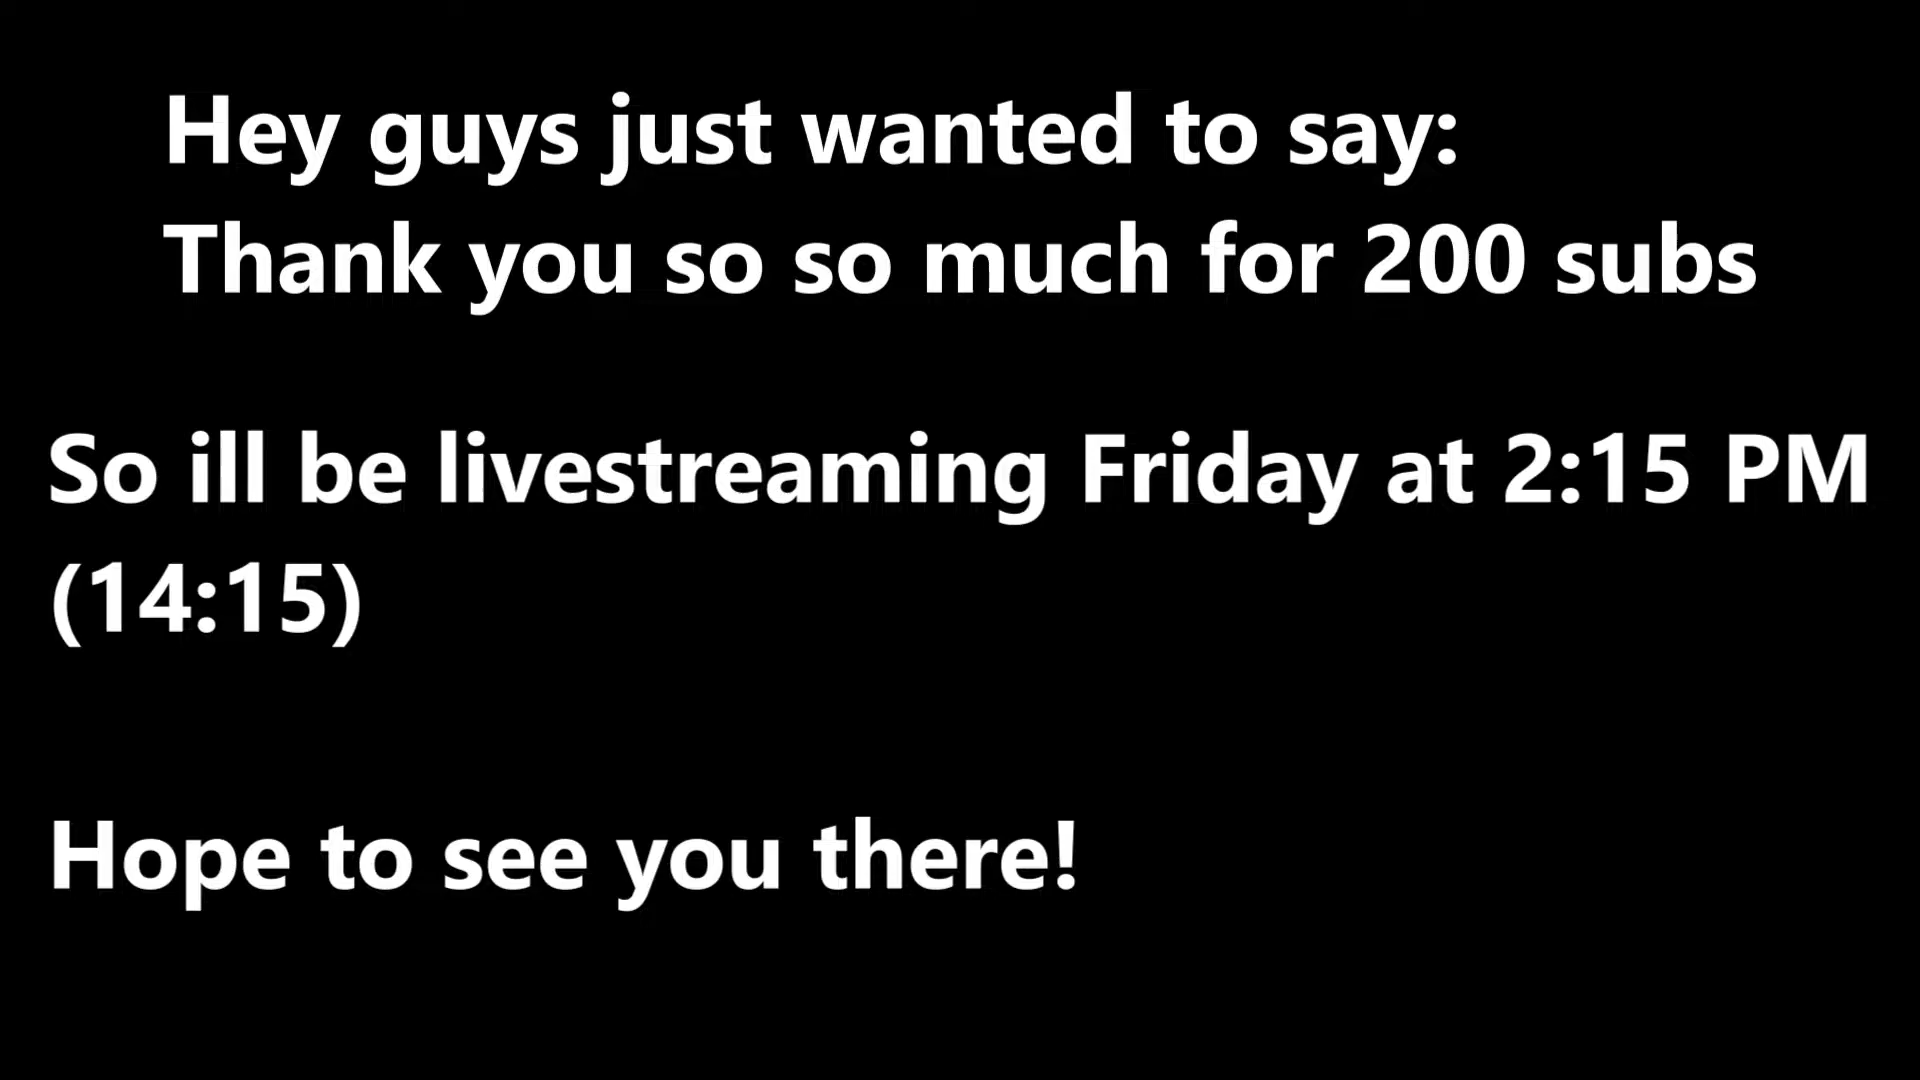 Hey guys just wanted to say:
Thank you so so much for 200 subs
So ill be livestreaming Friday at 2:15 PM
(14:15)
Hope to see you there!